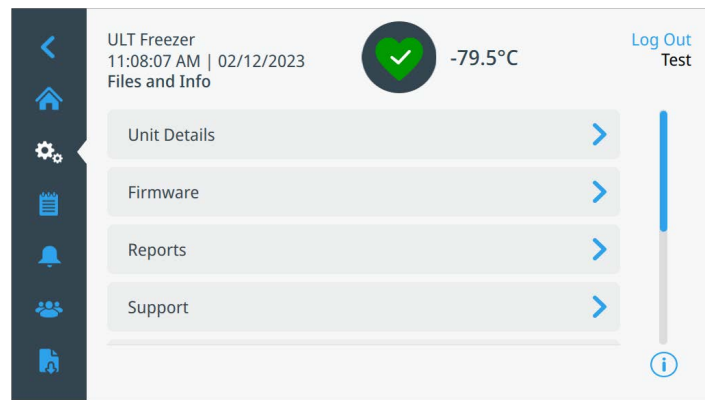 ULT Freezer
11:08:07 AM | 02/12/2023
Files and Info
-79.5°C
Log Out
Test
Unit Details
Firmware
Reports
Support
i